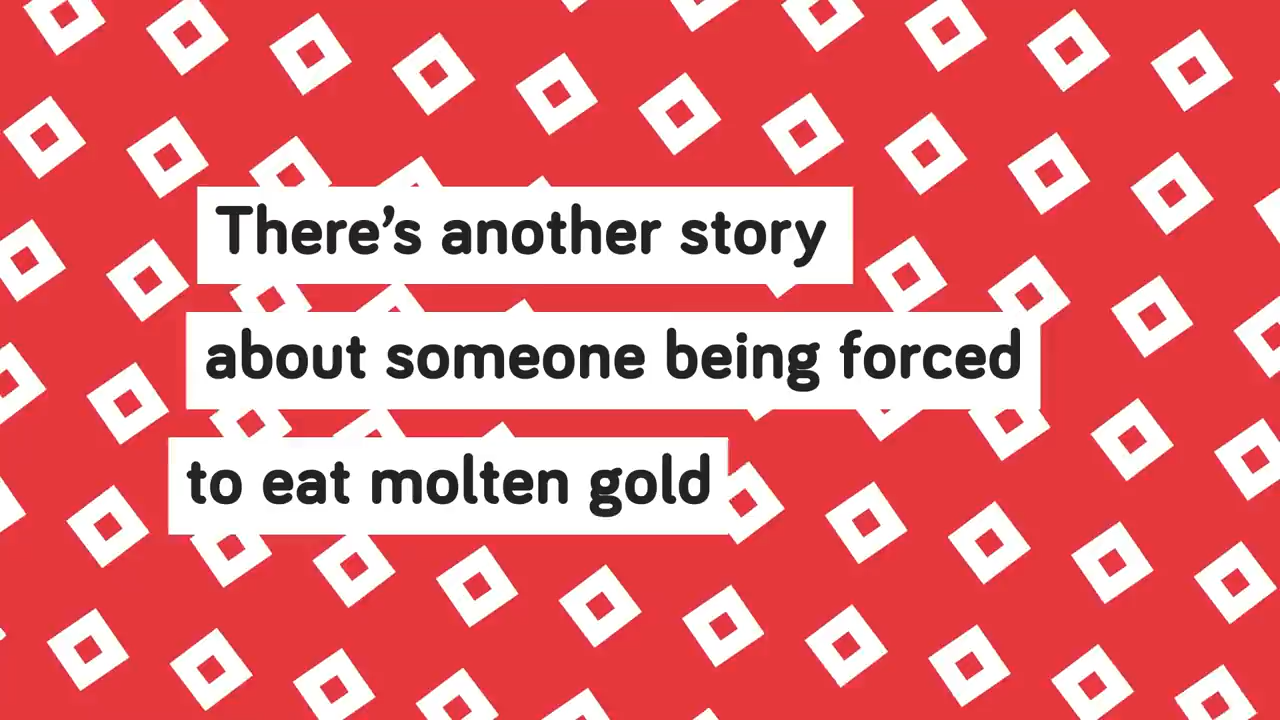 There’s another story
about someone being forced
to eat molten gold